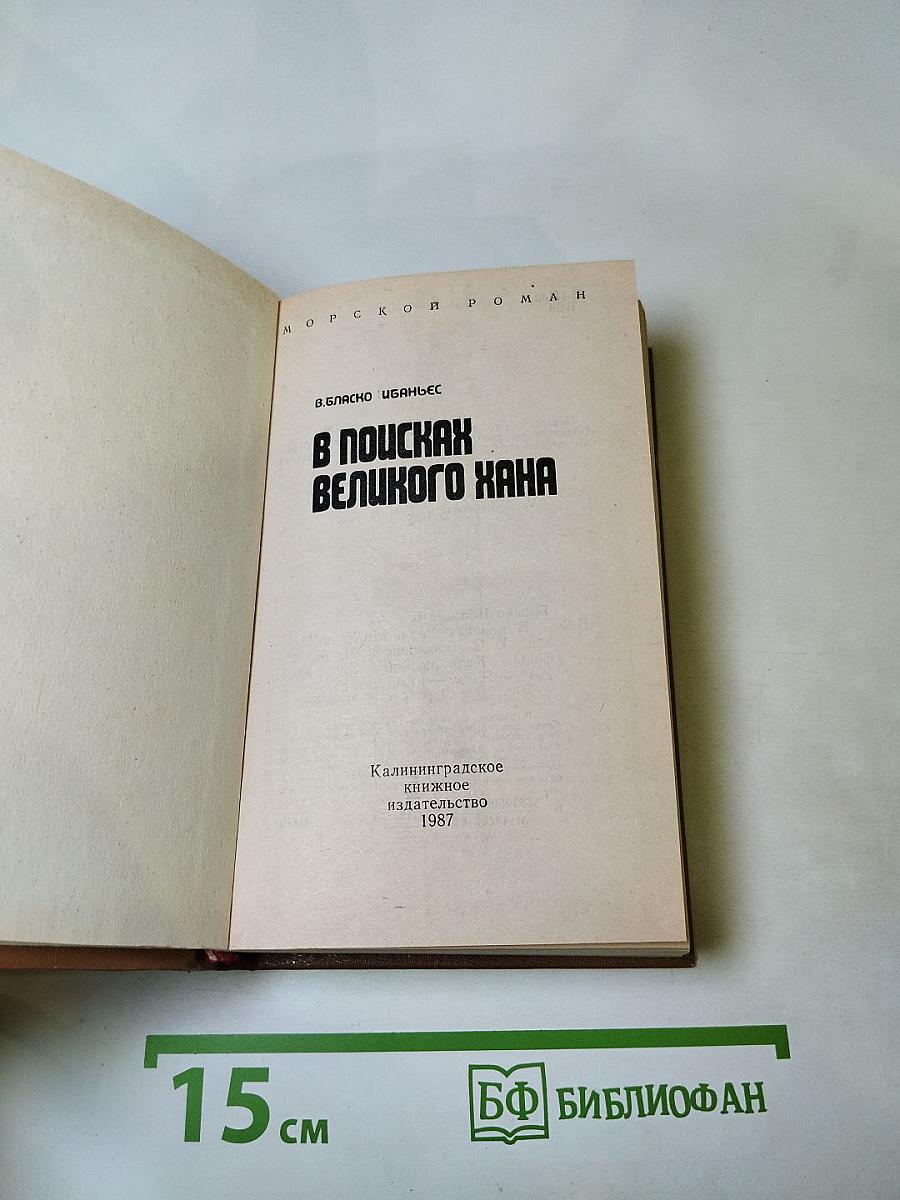 МОРСКОЙ РОМАН
В. БЛАСКО ИБАНЬЕС
В ПОИСКАХ
ВЕЛИКОГО ХАНА
Калининградское
книжное
издательство
1987
15 см
БФ БИБЛИОФАН